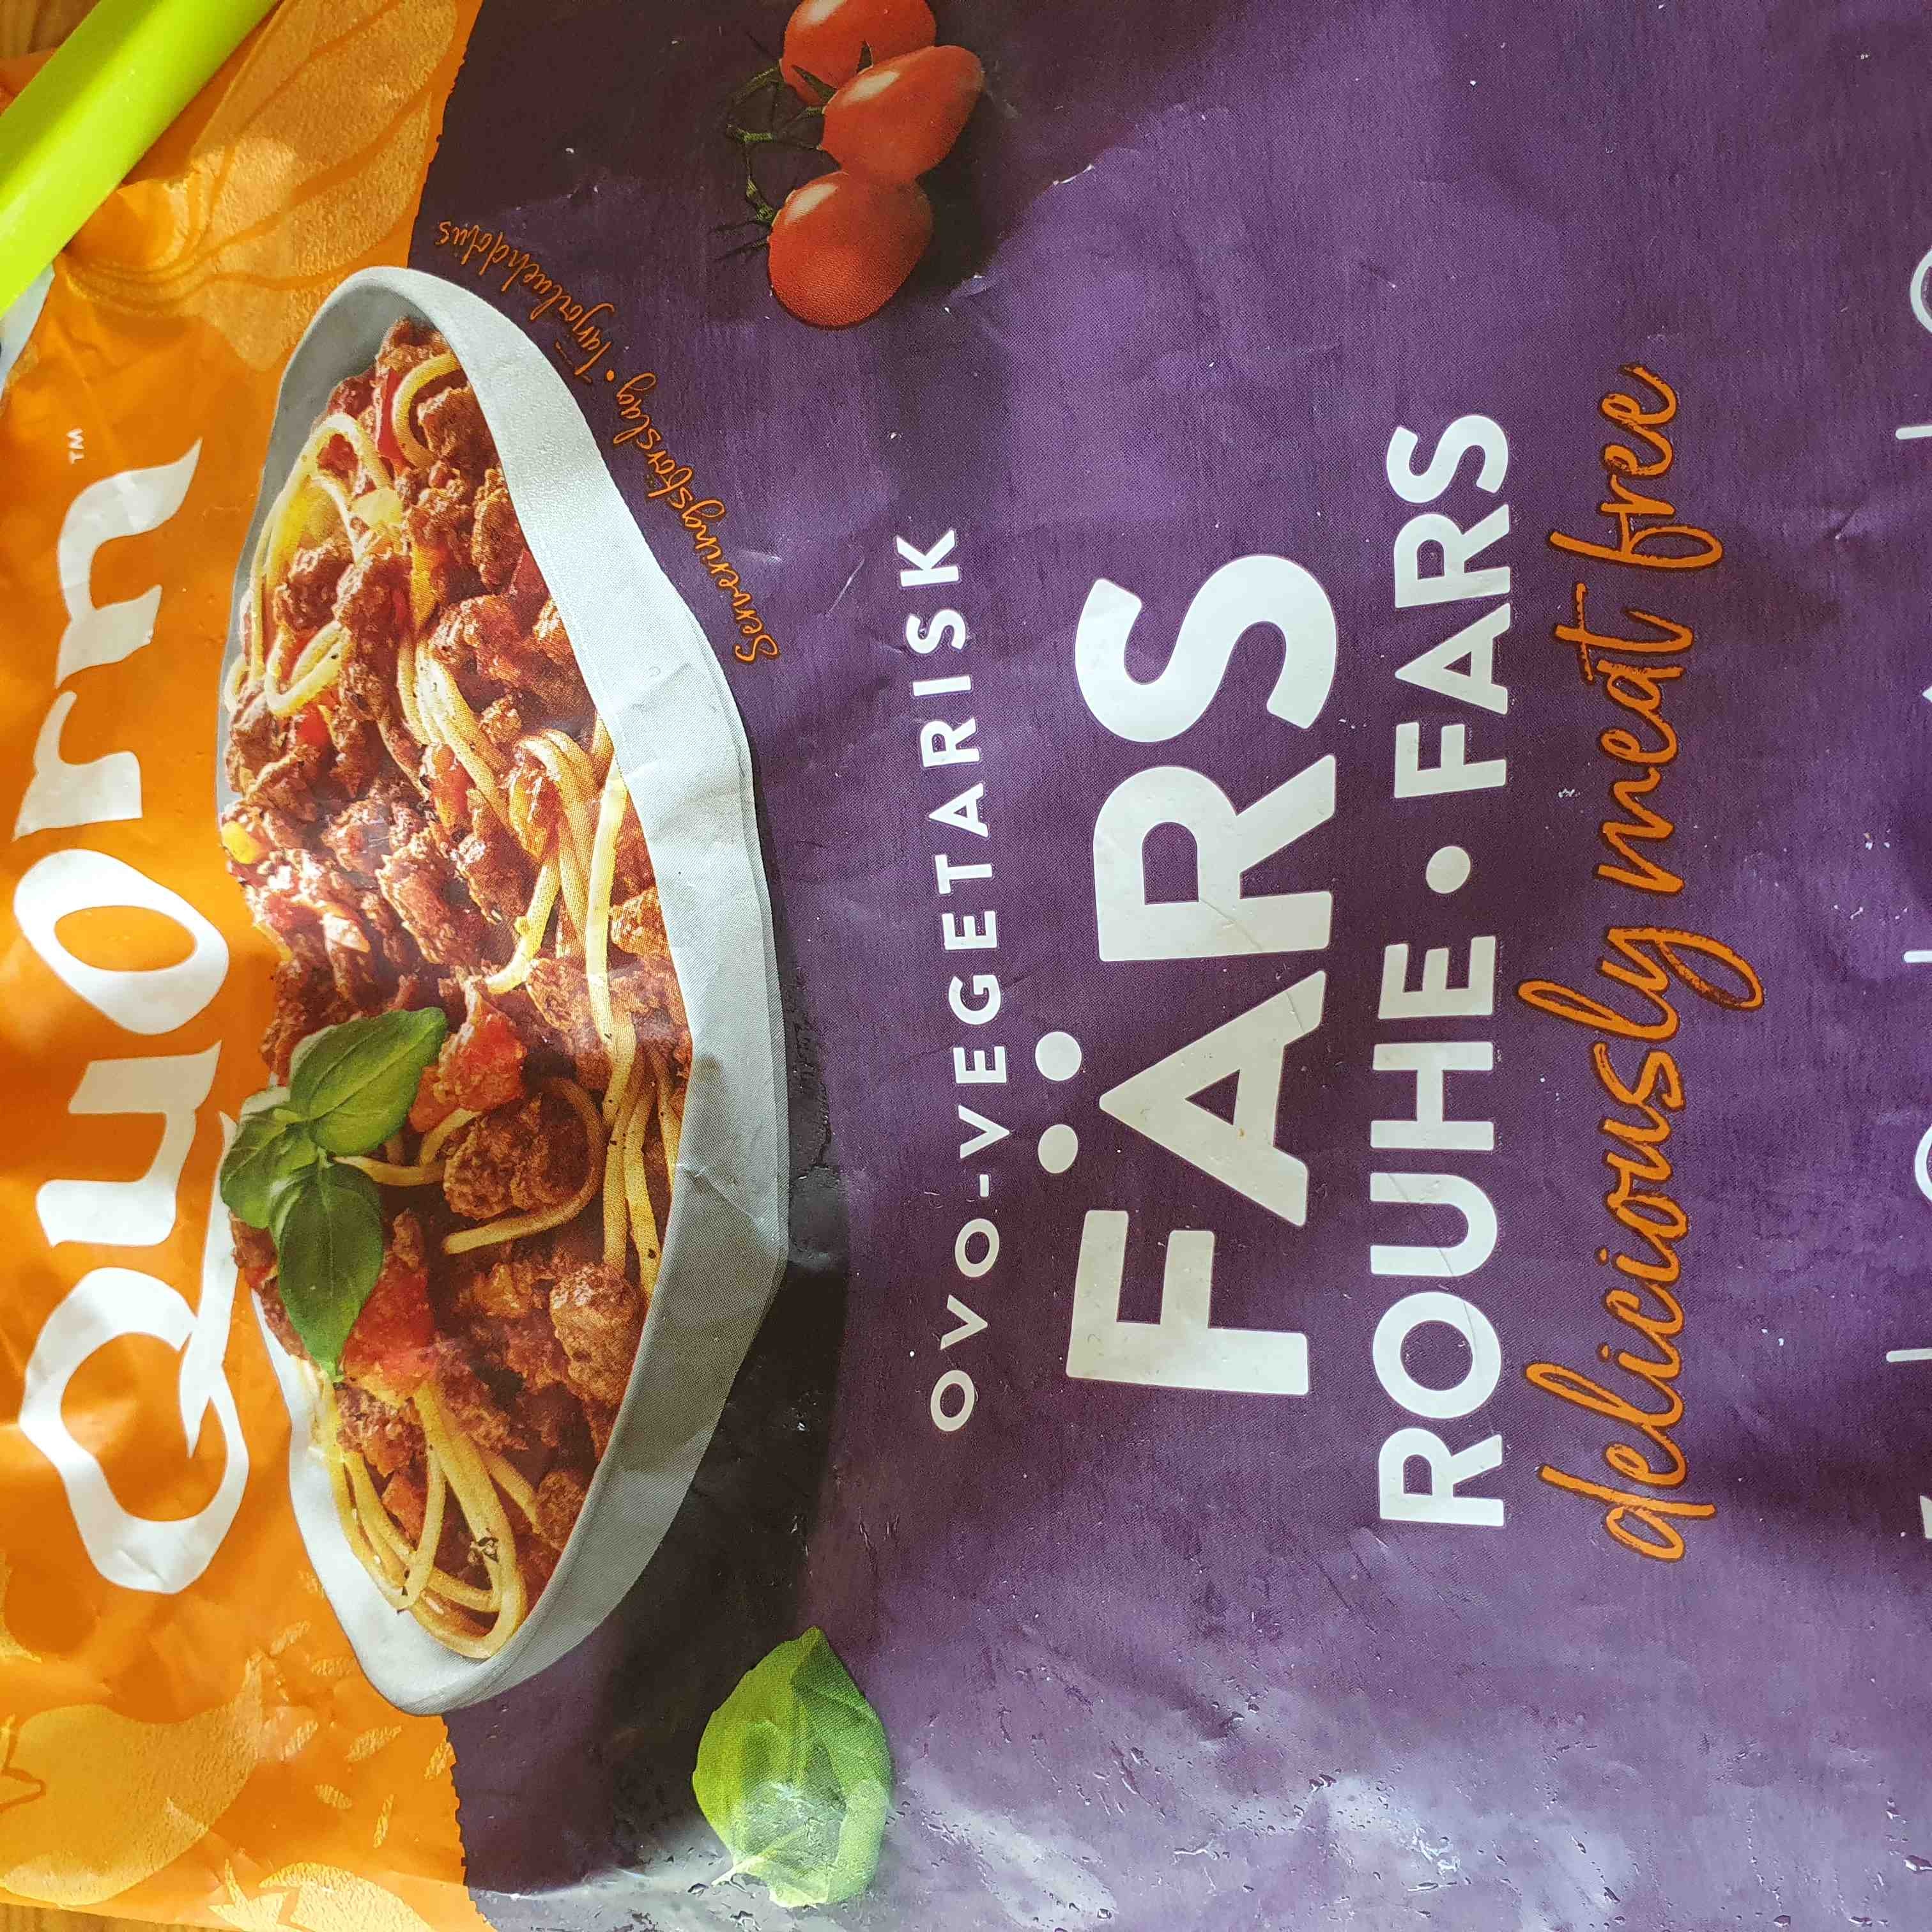 Quorn™
Serveringsförslag • Tarjoiluehdotus
OVO-VEGETARISK
FÄRS
ROUHE • FARS
deliciously meat free